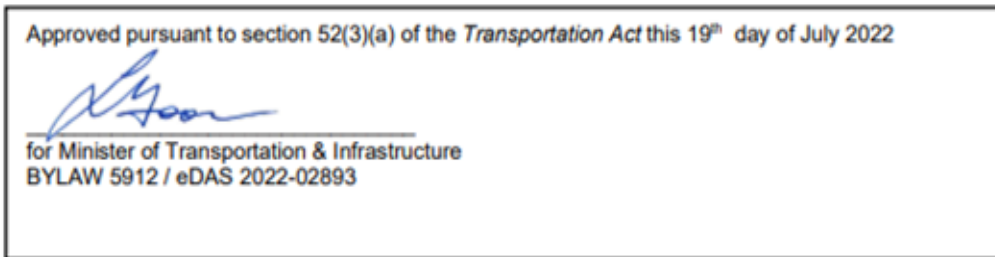 Approved pursuant to section 52(3)(a) of the Transportation Act this 19th day of July 2022
for Minister of Transportation & Infrastructure
BYLAW 5912 / eDAS 2022-02893